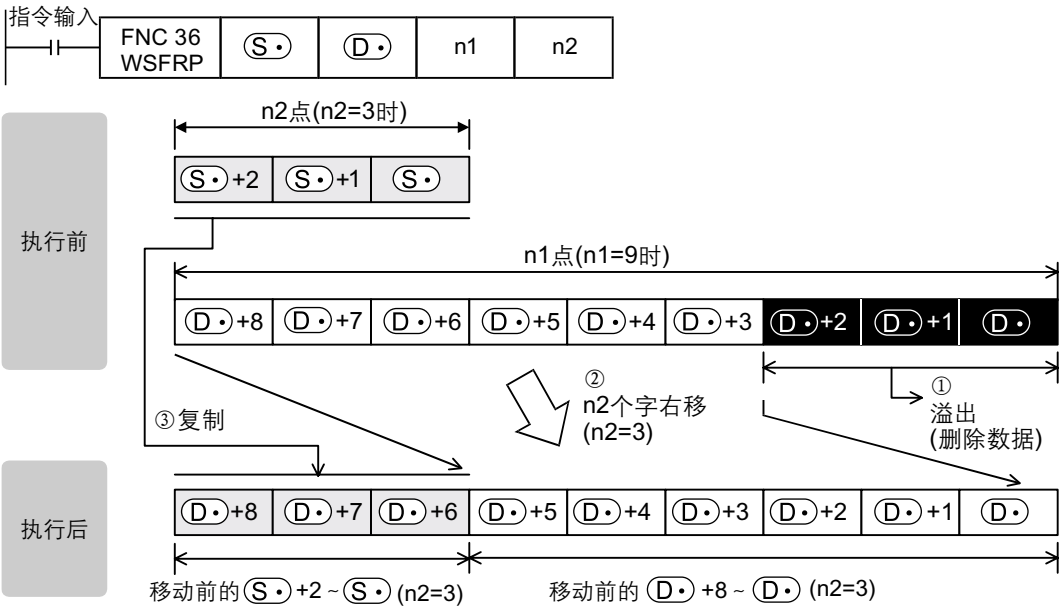 指令输入
FNC 36
WSFRP
S・
D・
n1
n2
n2点(n2=3时)
S・+2
S・+1
S・
执行前
n1点(n1=9时)
D・+8
D・+7
D・+6
D・+5
D・+4
D・+3
D・+2
D・+1
D・
①
溢出
(删除数据)
②
n2个字右移
(n2=3)
③复制
执行后
D・+8
D・+7
D・+6
D・+5
D・+4
D・+3
D・+2
D・+1
D・
移动前的S・+2~S・(n2=3)
移动前的 D・+8~D・(n2=3)